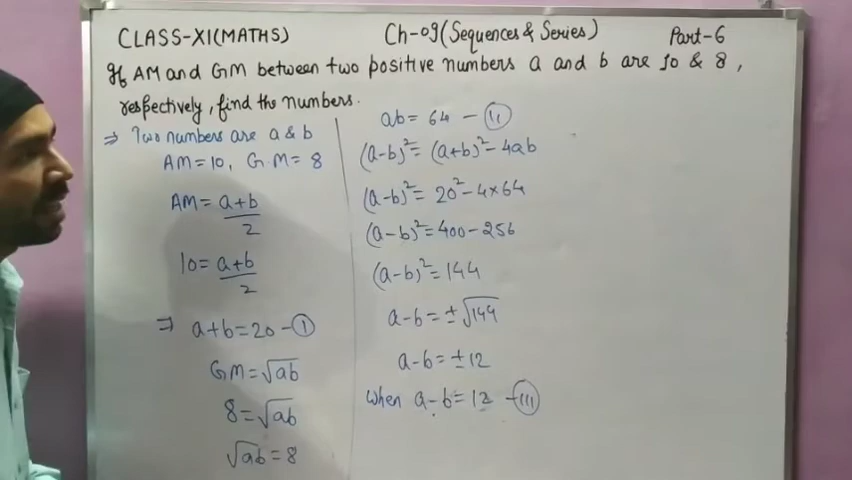 CLASS-XI(MATHS) Ch-09(Sequences & Series) Part-6
If AM and GM between two positive numbers a and b are 10 & 8,
respectively, find the numbers.
⇒ Two numbers are a & b
AM=10, G.M=8
AM = a+b/2
10 = a+b/2
⇒ a+b=20 - (I)
GM = √ab
8 = √ab
√ab = 8
ab = 64 - (II)
(a-b)² = (a+b)² - 4ab
(a-b)² = 20² - 4×64
(a-b)² = 400 - 256
(a-b)² = 144
a-b = ±√144
a-b = ±12
When a-b = 12 - (III)